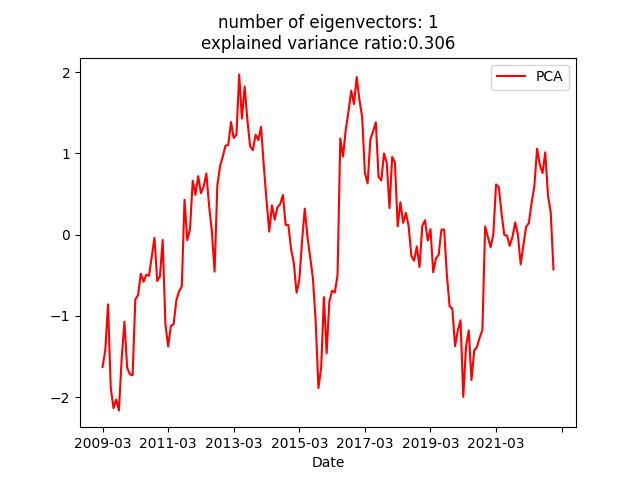 number of eigenvectors: 1
explained variance ratio:0.306
PCA
2
1
0
−1
−2
2009-03 2011-03 2013-03 2015-03 2017-03 2019-03 2021-03
Date